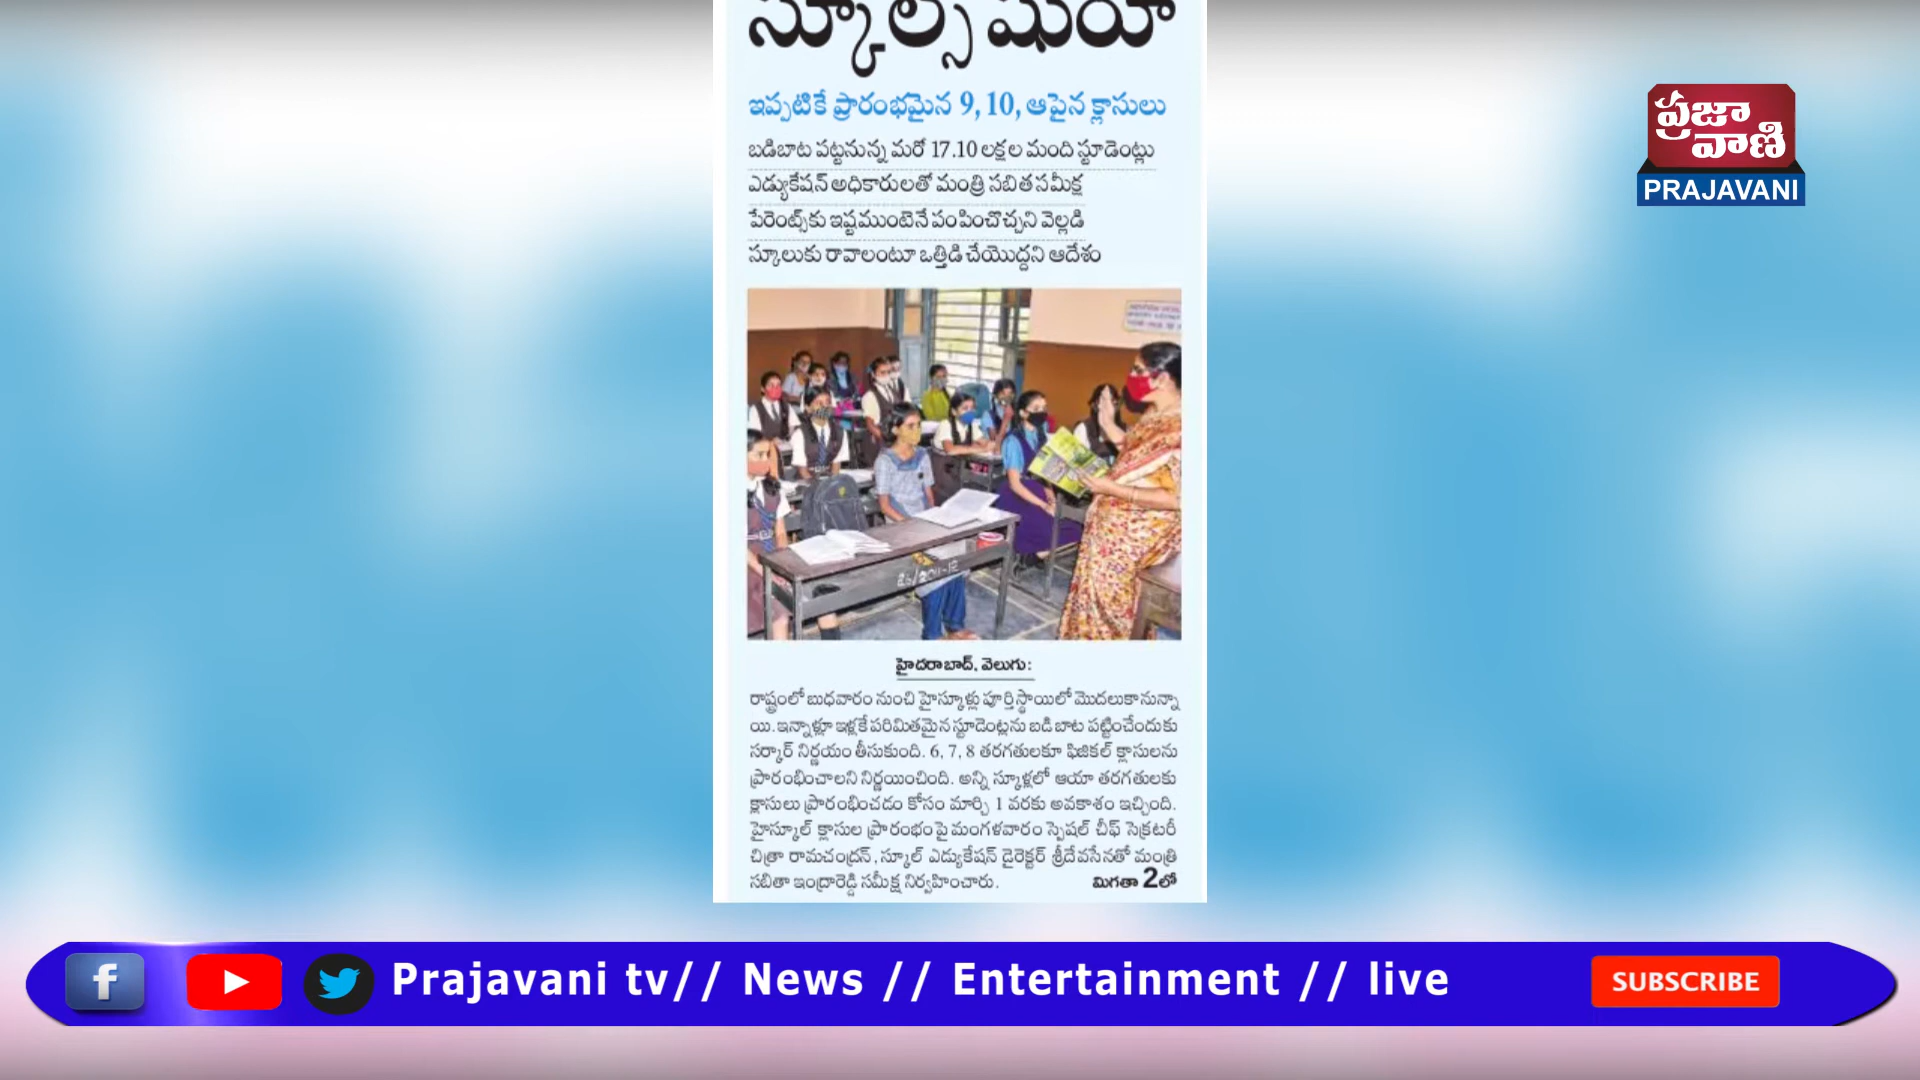 స్కూల్స్ షురూ
ఇప్పటికే ప్రారంభమైన 9, 10, ఆపైన క్లాసులు
బడిబాట పట్టనున్న మరో 17.10 లక్షల మంది స్టూడెంట్లు
ఎడ్యుకేషన్ అధికారులతో మంత్రి సబిత సమీక్ష
పేరెంట్స్‌కు ఇష్టముంటేనే పంపించొచ్చని వెల్లడి
స్కూలుకు రావాలంటూ ఒత్తిడి చేయొద్దని ఆదేశం
ప్రజా
వాణి
PRAJAVANI
26/2011-12
హైదరాబాద్, వెలుగు:
రాష్ట్రంలో బుధవారం నుంచి హైస్కూళ్లు పూర్తి స్థాయిలో మొదలుకానున్నా
యి. ఇన్నాళ్లూ ఇళ్లకే పరిమితమైన స్టూడెంట్లను బడి బాట పట్టించేందుకు
సర్కార్ నిర్ణయం తీసుకుంది. 6, 7, 8 తరగతులకూ ఫిజికల్ క్లాసులను
ప్రారంభించాలని నిర్ణయించింది. అన్ని స్కూళ్లలో ఆయా తరగతులకు
క్లాసులు ప్రారంభించడం కోసం మార్చి 1 వరకు అవకాశం ఇచ్చింది.
హైస్కూల్ క్లాసుల ప్రారంభంపై మంగళవారం స్పెషల్ చీఫ్ సెక్రటరీ
చిత్రా రామచంద్రన్, స్కూల్ ఎడ్యుకేషన్ డైరెక్టర్ శ్రీదేవసేనతో మంత్రి
సబితా ఇంద్రారెడ్డి సమీక్ష నిర్వహించారు. మిగతా 2లో
Prajavani tv// News // Entertainment // live
SUBSCRIBE